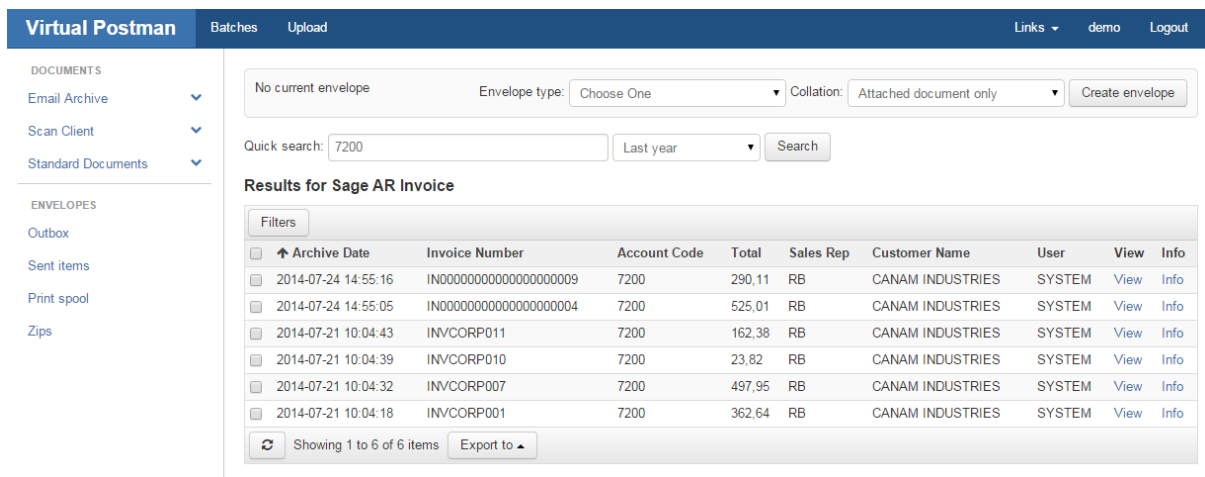 Virtual Postman Batches Upload Links demo Logout
DOCUMENTS
Email Archive
Scan Client
Standard Documents
ENVELOPES
Outbox
Sent items
Print spool
Zips
No current envelope Envelope type: Choose One Collation: Attached document only Create envelope
Quick search: 7200 Last year Search
Results for Sage AR Invoice
Filters
Archive Date Invoice Number Account Code Total Sales Rep Customer Name User View Info
2014-07-24 14:55:16 IN00000000000000000009 7200 290,11 RB CANAM INDUSTRIES SYSTEM View Info
2014-07-24 14:55:05 IN00000000000000000004 7200 525,01 RB CANAM INDUSTRIES SYSTEM View Info
2014-07-21 10:04:43 INVCORP011 7200 162,38 RB CANAM INDUSTRIES SYSTEM View Info
2014-07-21 10:04:39 INVCORP010 7200 23,82 RB CANAM INDUSTRIES SYSTEM View Info
2014-07-21 10:04:32 INVCORP007 7200 497,95 RB CANAM INDUSTRIES SYSTEM View Info
2014-07-21 10:04:18 INVCORP001 7200 362,64 RB CANAM INDUSTRIES SYSTEM View Info
Showing 1 to 6 of 6 items Export to